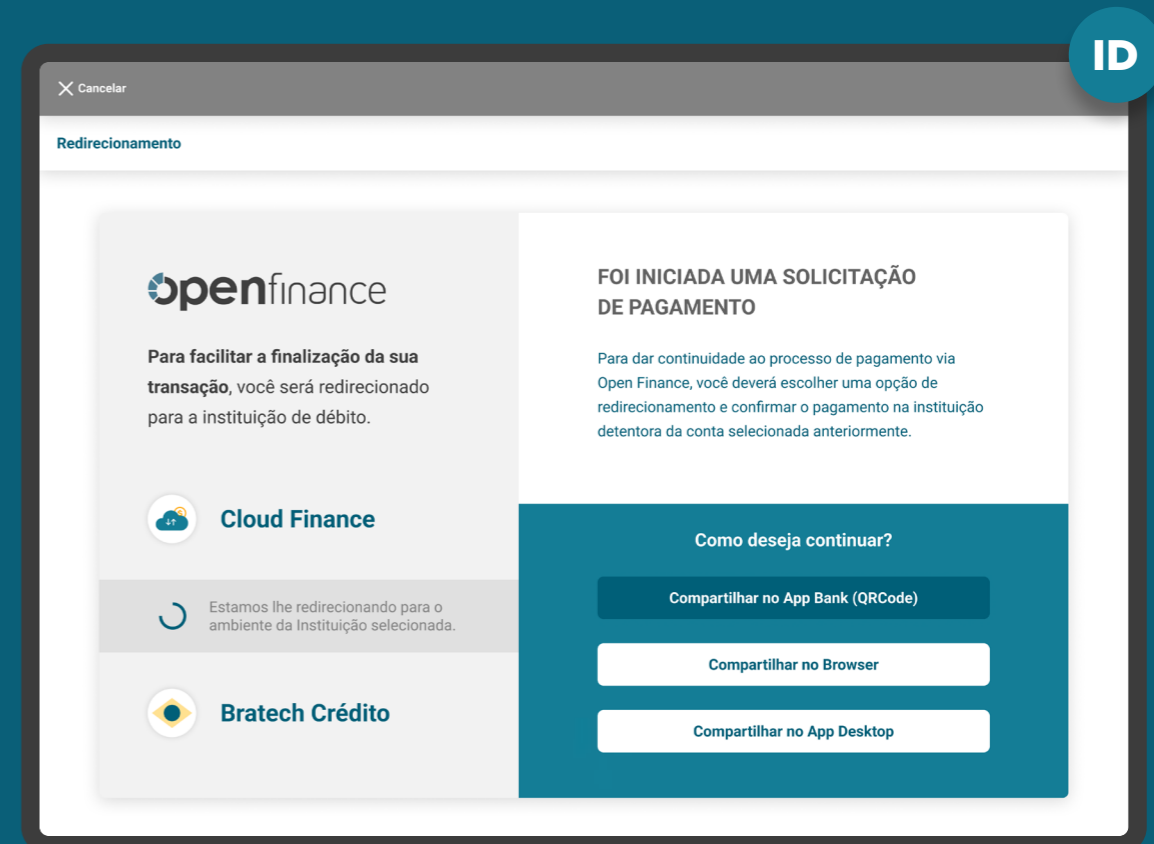 ID
Cancelar
Redirecionamento
openfinance
Para facilitar a finalização da sua
transação, você será redirecionado
para a instituição de débito.
Cloud Finance
Estamos lhe redirecionando para o
ambiente da Instituição selecionada.
Bratech Crédito
FOI INICIADA UMA SOLICITAÇÃO
DE PAGAMENTO
Para dar continuidade ao processo de pagamento via
Open Finance, você deverá escolher uma opção de
redirecionamento e confirmar o pagamento na instituição
detentora da conta selecionada anteriormente.
Como deseja continuar?
Compartilhar no App Bank (QRCode)
Compartilhar no Browser
Compartilhar no App Desktop